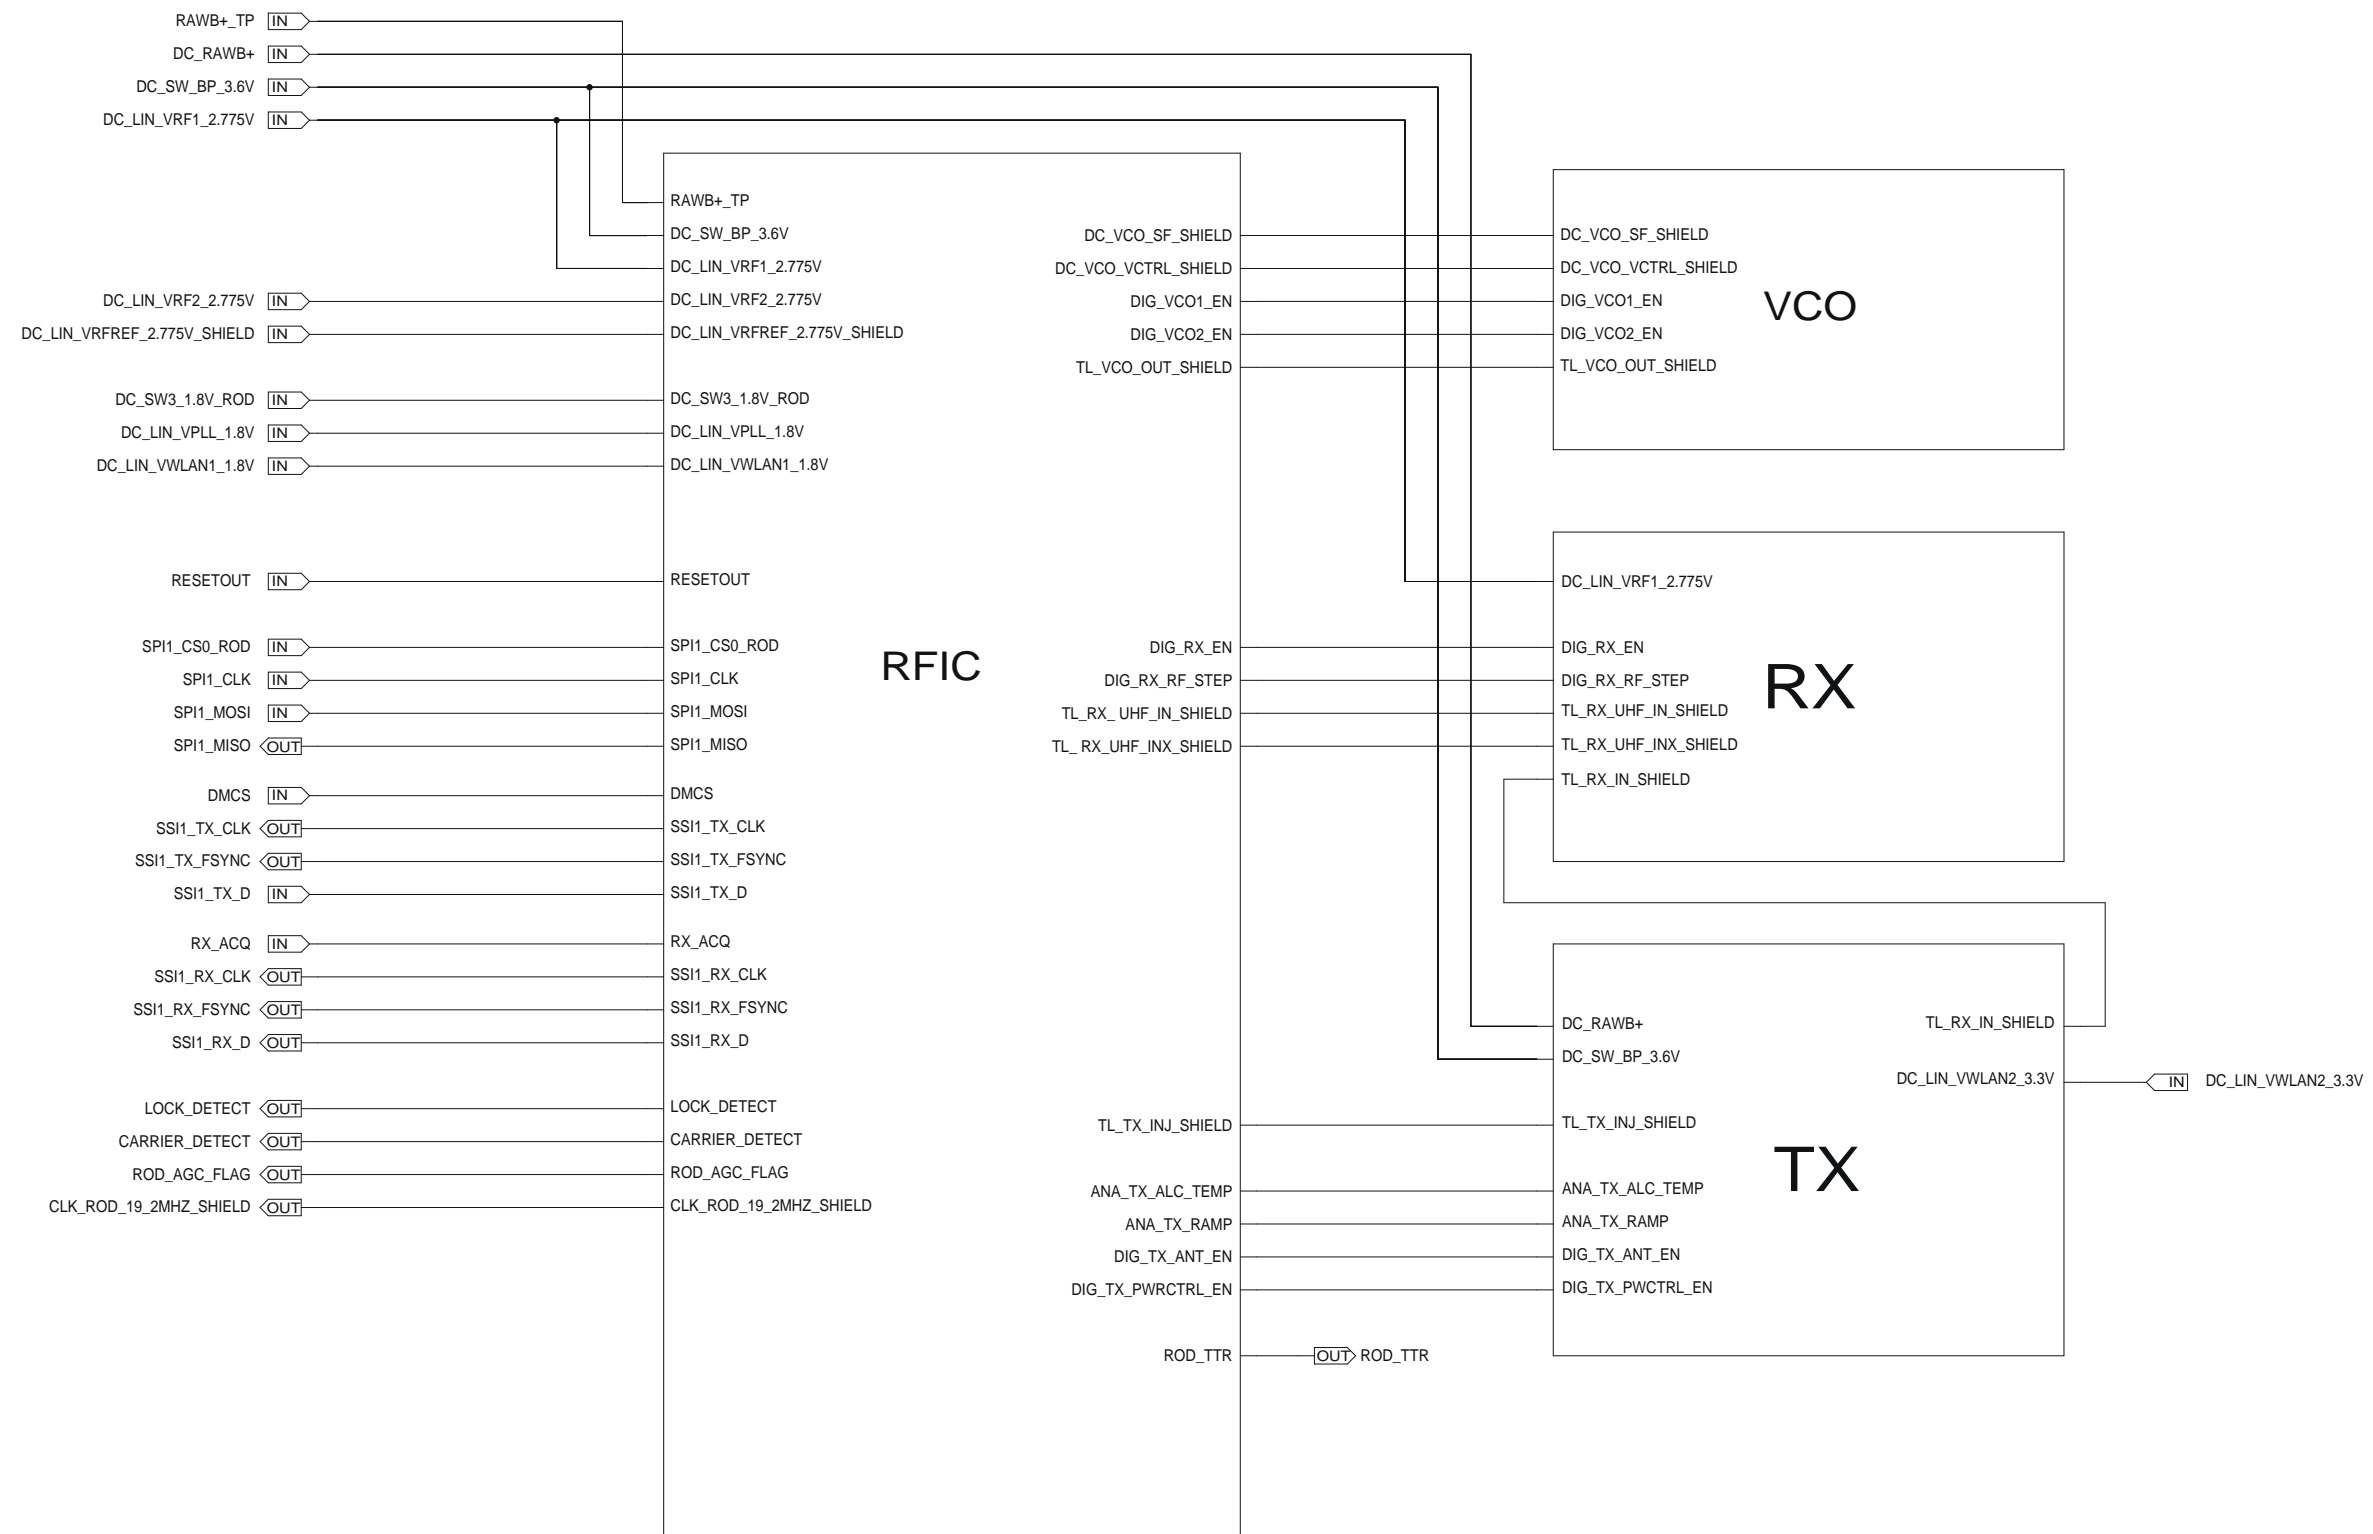 RAWB+_TP IN
DC_RAWB+ IN
DC_SW_BP_3.6V IN
DC_LIN_VRF1_2.775V IN
DC_LIN_VRF2_2.775V IN
DC_LIN_VRFREF_2.775V_SHIELD IN
DC_SW3_1.8V_ROD IN
DC_LIN_VPLL_1.8V IN
DC_LIN_VWLAN1_1.8V IN
RESETOUT IN
SPI1_CS0_ROD IN
SPI1_CLK IN
SPI1_MOSI IN
SPI1_MISO OUT
DMCS IN
SSI1_TX_CLK OUT
SSI1_TX_FSYNC OUT
SSI1_TX_D IN
RX_ACQ IN
SSI1_RX_CLK OUT
SSI1_RX_FSYNC OUT
SSI1_RX_D OUT
LOCK_DETECT OUT
CARRIER_DETECT OUT
ROD_AGC_FLAG OUT
CLK_ROD_19_2MHZ_SHIELD OUT
RAWB+_TP
DC_SW_BP_3.6V
DC_LIN_VRF1_2.775V
DC_LIN_VRF2_2.775V
DC_LIN_VRFREF_2.775V_SHIELD
DC_SW3_1.8V_ROD
DC_LIN_VPLL_1.8V
DC_LIN_VWLAN1_1.8V
RESETOUT
SPI1_CS0_ROD
SPI1_CLK
SPI1_MOSI
SPI1_MISO
DMCS
SSI1_TX_CLK
SSI1_TX_FSYNC
SSI1_TX_D
RX_ACQ
SSI1_RX_CLK
SSI1_RX_FSYNC
SSI1_RX_D
LOCK_DETECT
CARRIER_DETECT
ROD_AGC_FLAG
CLK_ROD_19_2MHZ_SHIELD
RFIC
DC_VCO_SF_SHIELD
DC_VCO_VCTRL_SHIELD
DIG_VCO1_EN
DIG_VCO2_EN
TL_VCO_OUT_SHIELD
DIG_RX_EN
DIG_RX_RF_STEP
TL_RX_ UHF_IN_SHIELD
TL_ RX_UHF_INX_SHIELD
TL_TX_INJ_SHIELD
ANA_TX_ALC_TEMP
ANA_TX_RAMP
DIG_TX_ANT_EN
DIG_TX_PWRCTRL_EN
ROD_TTR
OUT ROD_TTR
DC_VCO_SF_SHIELD
DC_VCO_VCTRL_SHIELD
DIG_VCO1_EN
DIG_VCO2_EN
TL_VCO_OUT_SHIELD
VCO
DC_LIN_VRF1_2.775V
DIG_RX_EN
DIG_RX_RF_STEP
TL_RX_UHF_IN_SHIELD
TL_RX_UHF_INX_SHIELD
TL_RX_IN_SHIELD
RX
DC_RAWB+
DC_SW_BP_3.6V
TL_TX_INJ_SHIELD
ANA_TX_ALC_TEMP
ANA_TX_RAMP
DIG_TX_ANT_EN
DIG_TX_PWCTRL_EN
TX
TL_RX_IN_SHIELD
DC_LIN_VWLAN2_3.3V
IN DC_LIN_VWLAN2_3.3V